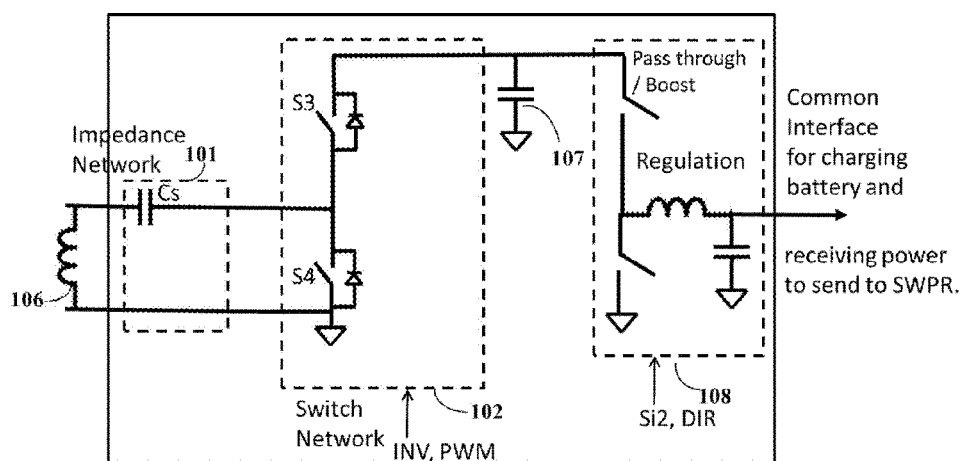 Impedance
Network
101
Cs
106
S3
S4
Switch
Network
102
INV, PWM
107
Pass through
/ Boost
Regulation
108
Si2, DIR
Common
Interface
for charging
battery and
receiving power
to send to SWPR.